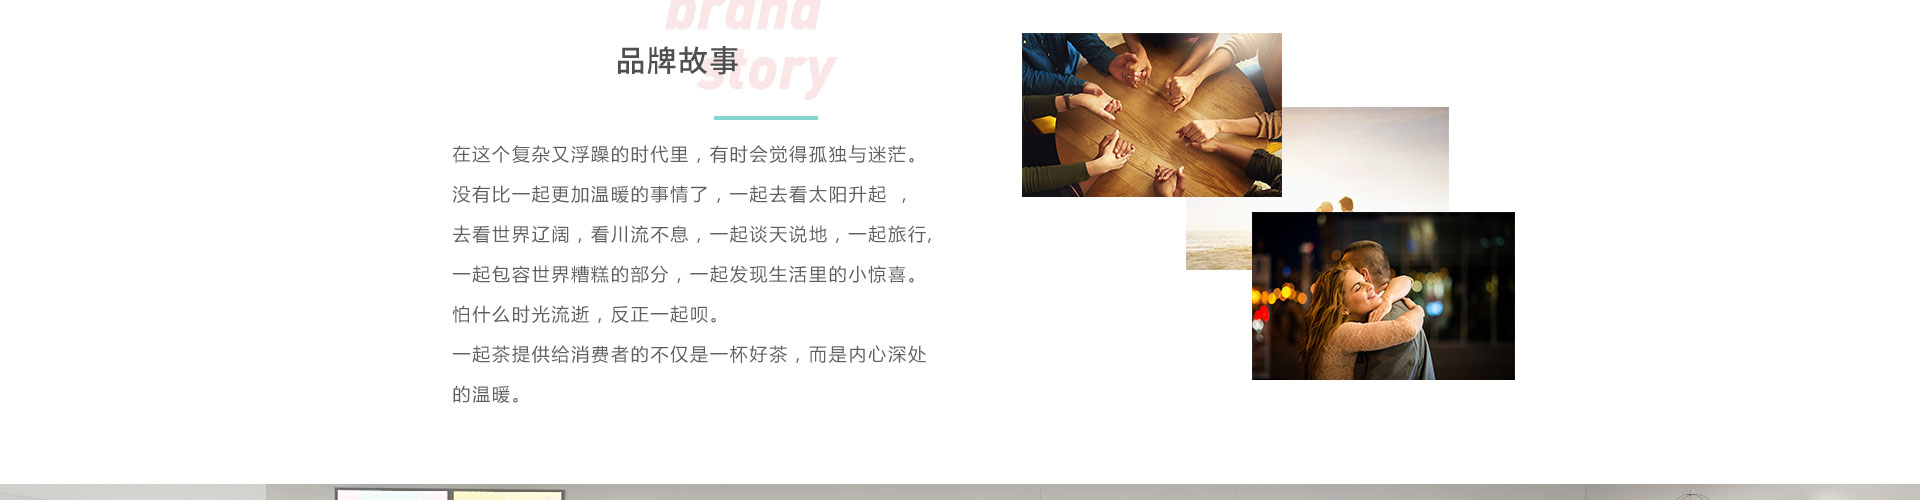 brand
story
品牌故事
在这个复杂又浮躁的时代里，有时会觉得孤独与迷茫。
没有比一起更加温暖的事情了，一起去看太阳升起 ，
去看世界辽阔，看川流不息，一起谈天说地，一起旅行,
一起包容世界糟糕的部分，一起发现生活里的小惊喜。
怕什么时光流逝，反正一起呗。
一起茶提供给消费者的不仅是一杯好茶，而是内心深处
的温暖。